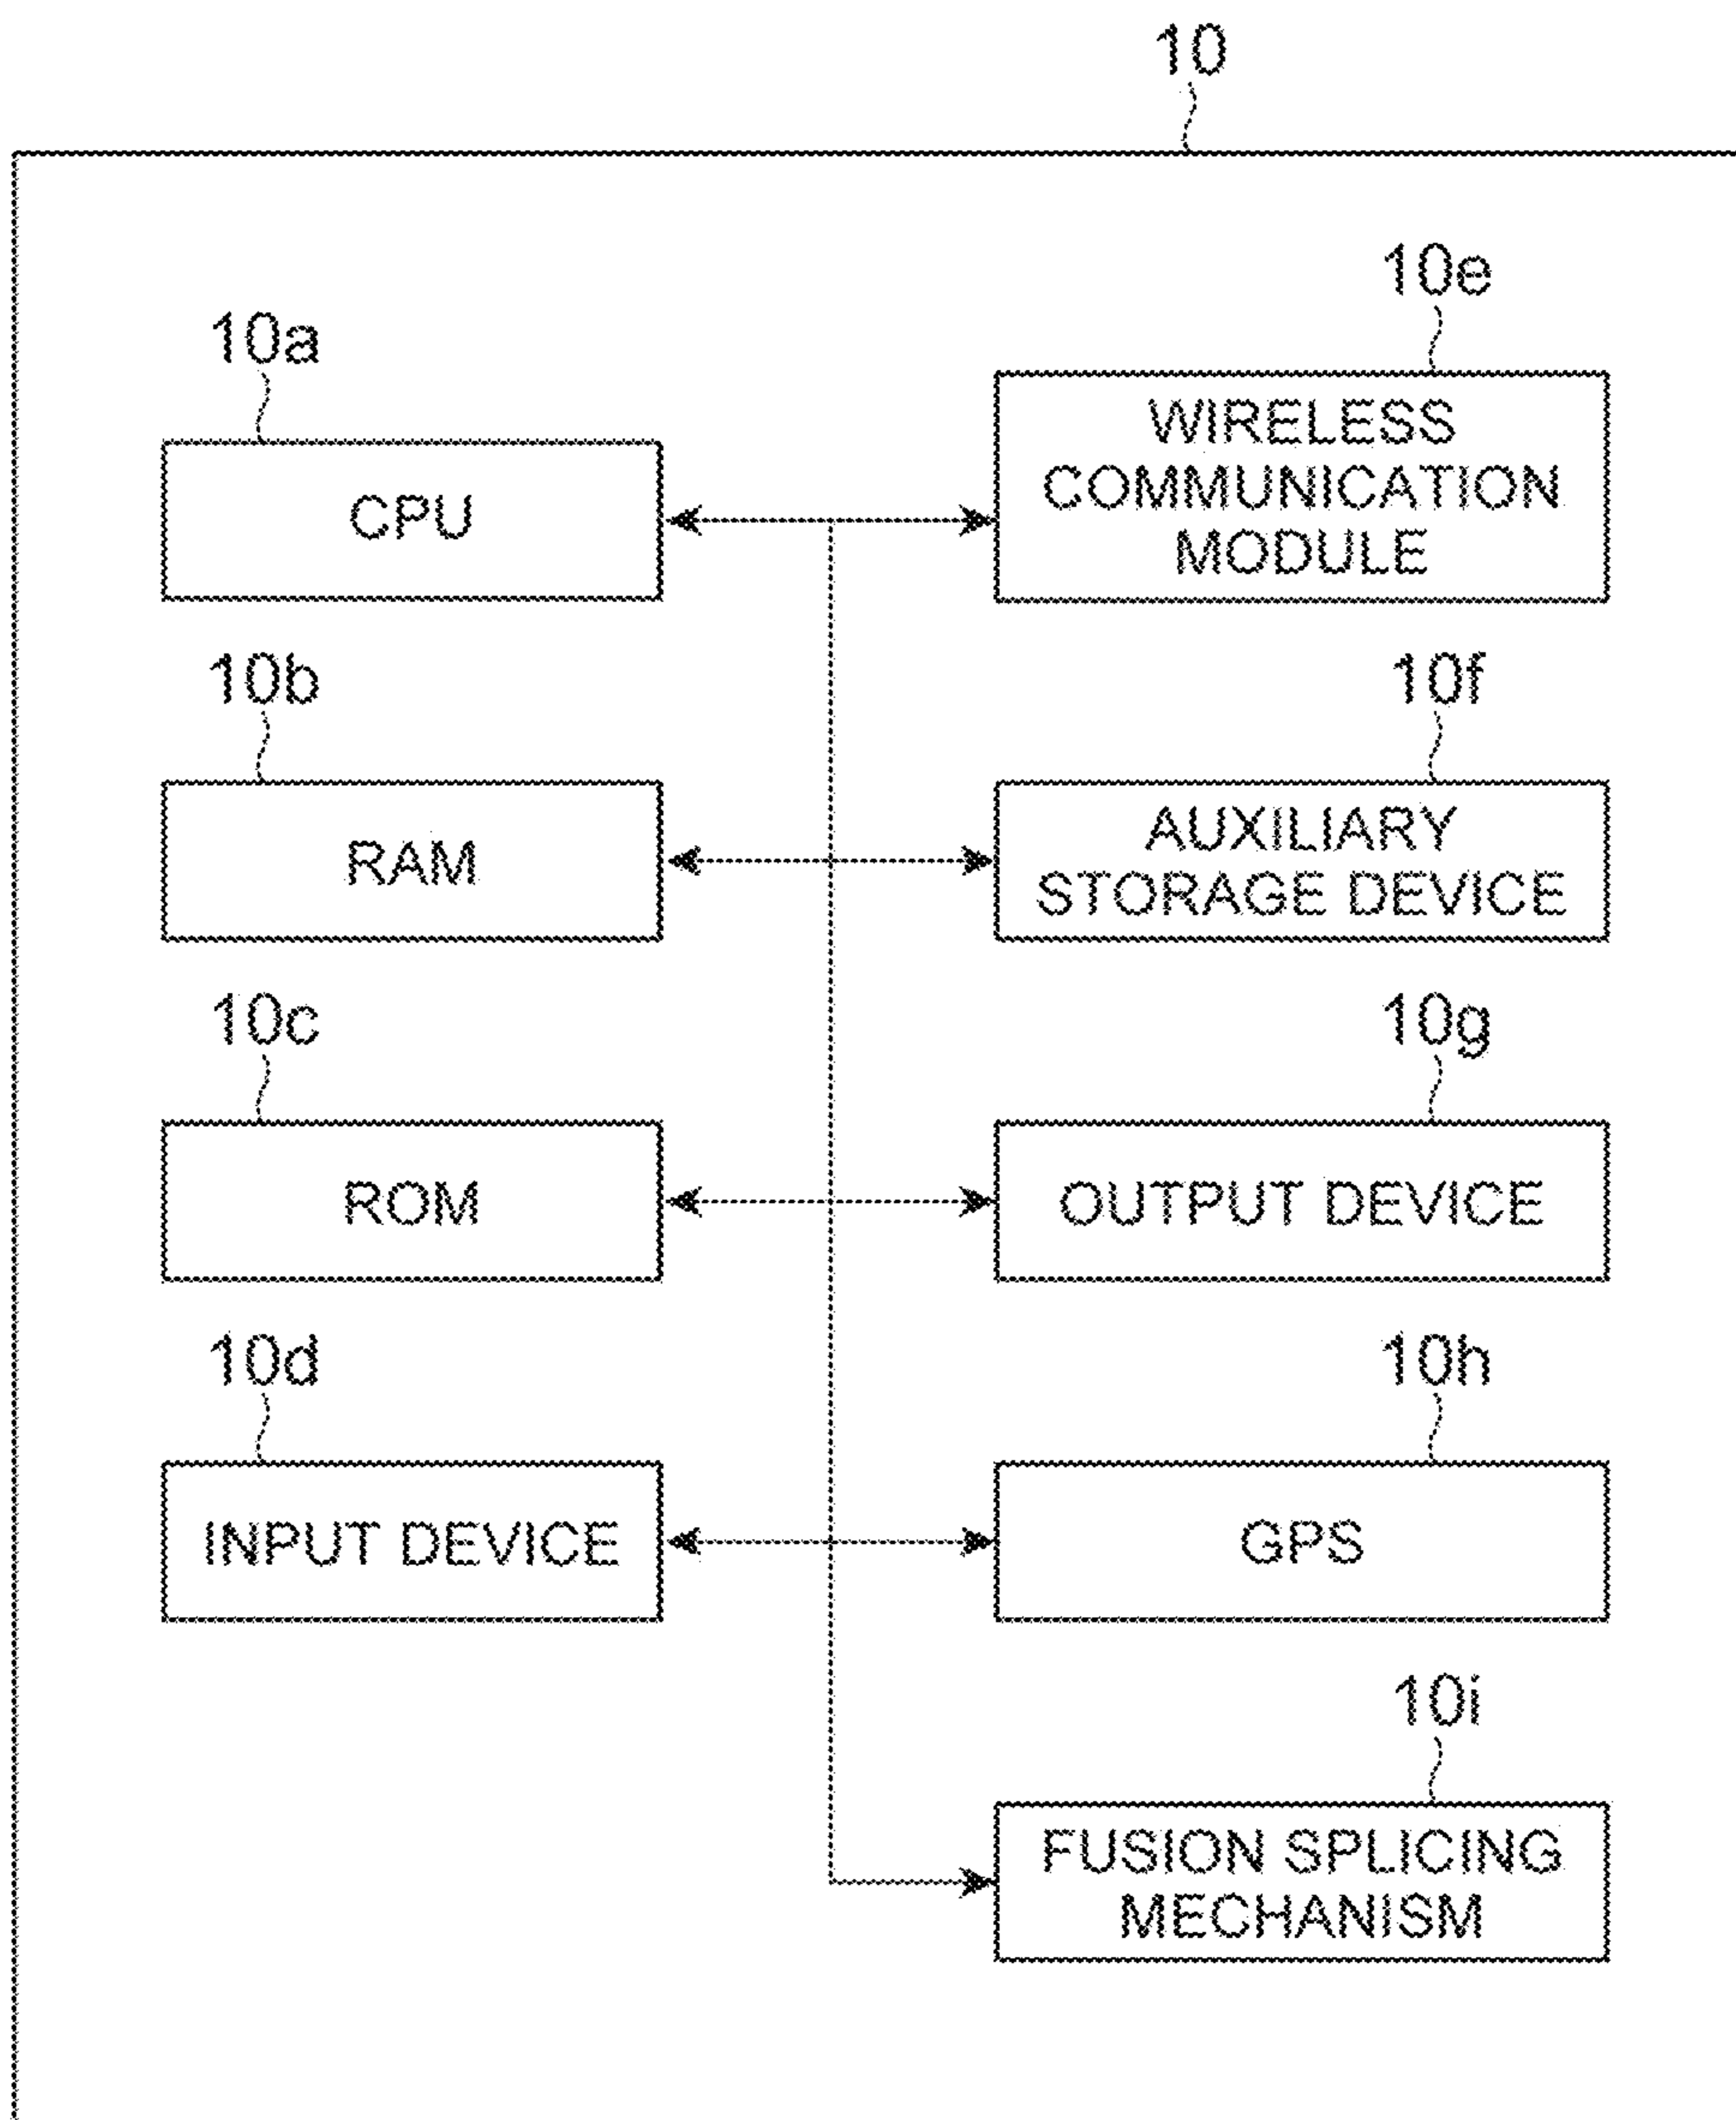 10
10a
CPU
10e
WIRELESS
COMMUNICATION
MODULE
10b
RAM
10f
AUXILIARY
STORAGE DEVICE
10c
ROM
10g
OUTPUT DEVICE
10d
INPUT DEVICE
10h
GPS
10i
FUSION SPLICING
MECHANISM